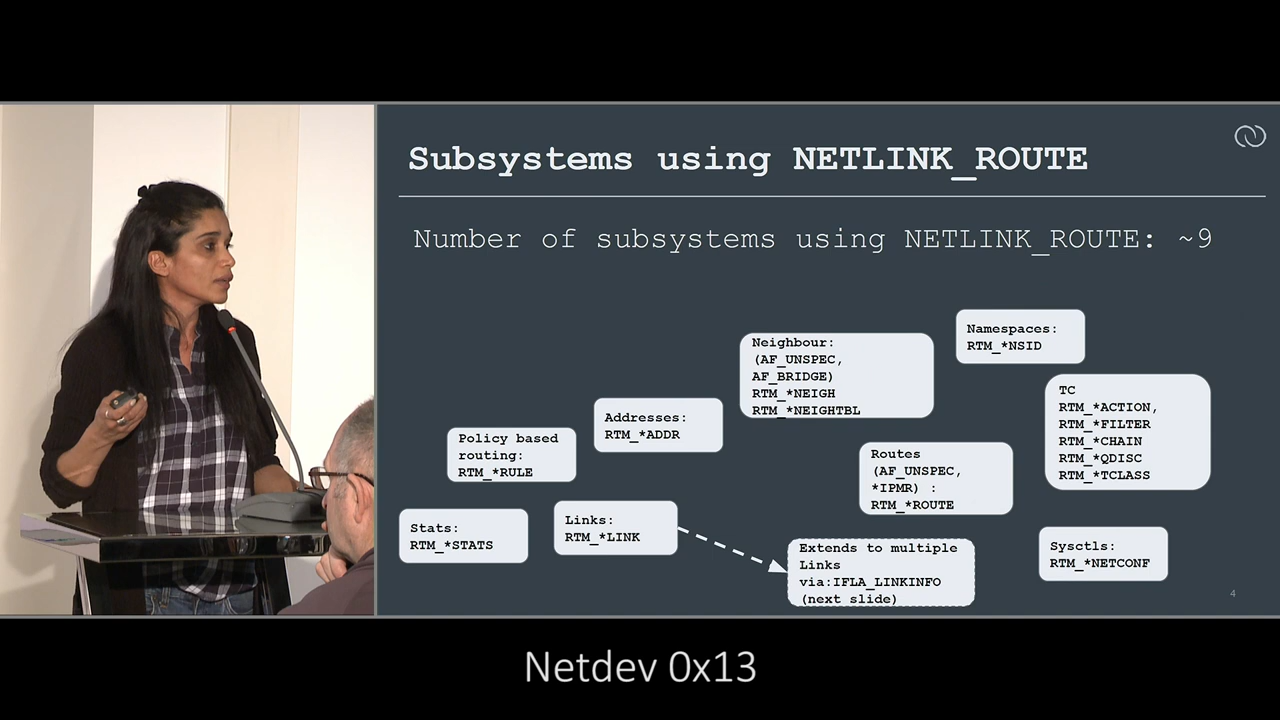 Subsystems using NETLINK_ROUTE
Number of subsystems using NETLINK_ROUTE: ~9
Namespaces:
RTM_*NSID
Neighbour:
(AF_UNSPEC,
AF_BRIDGE)
RTM_*NEIGH
RTM_*NEIGHTBL
TC
RTM_*ACTION,
RTM_*FILTER
RTM_*CHAIN
RTM_*QDISC
RTM_*TCLASS
Addresses:
RTM_*ADDR
Policy based
routing:
RTM_*RULE
Routes
(AF_UNSPEC,
*IPMR) :
RTM_*ROUTE
Stats:
RTM_*STATS
Links:
RTM_*LINK
Extends to multiple
Links
via:IFLA_LINKINFO
(next slide)
Sysctls:
RTM_*NETCONF
4
Netdev 0x13